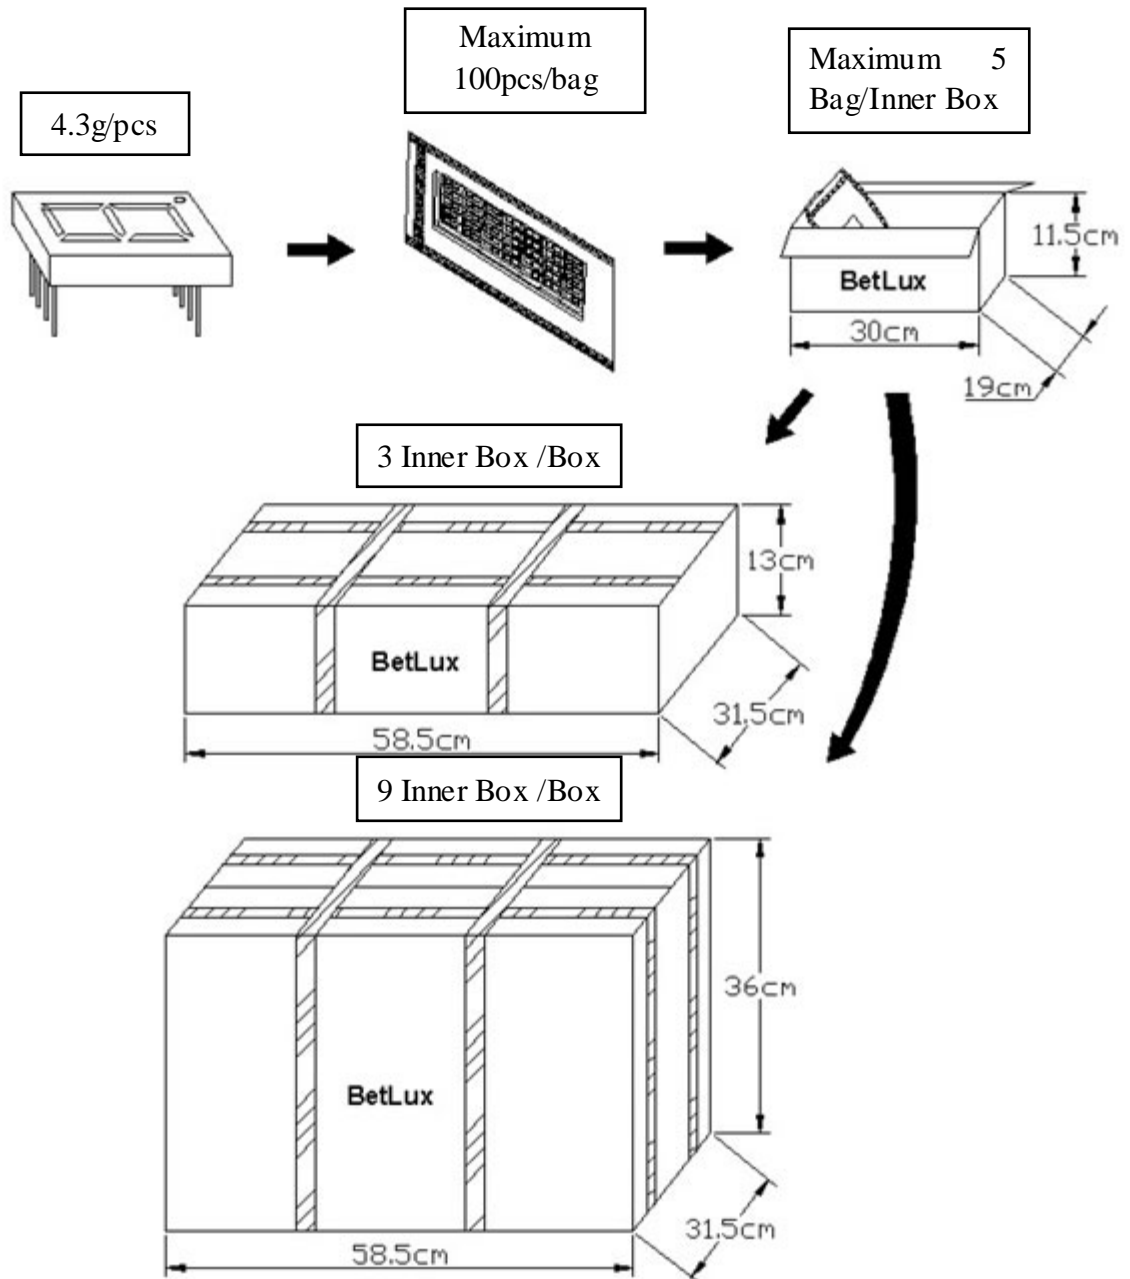 4.3g/pcs
Maximum
100pcs/bag
Maximum 5
Bag/Inner Box
11.5cm
BetLux
30cm
19cm
3 Inner Box /Box
13cm
BetLux
31.5cm
58.5cm
9 Inner Box /Box
36cm
BetLux
31.5cm
58.5cm